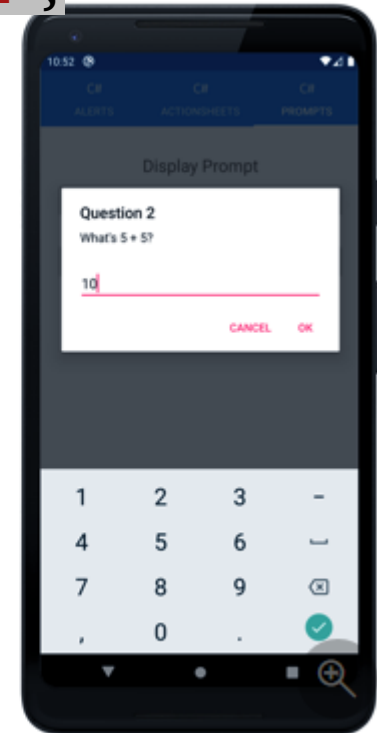 10:52
C# C# C#
ALERTS ACTIONSHEETS PROMPTS
Display Prompt
Question 2
What's 5 + 5?
10
CANCEL OK
1 2 3 -
4 5 6
7 8 9
, 0 .